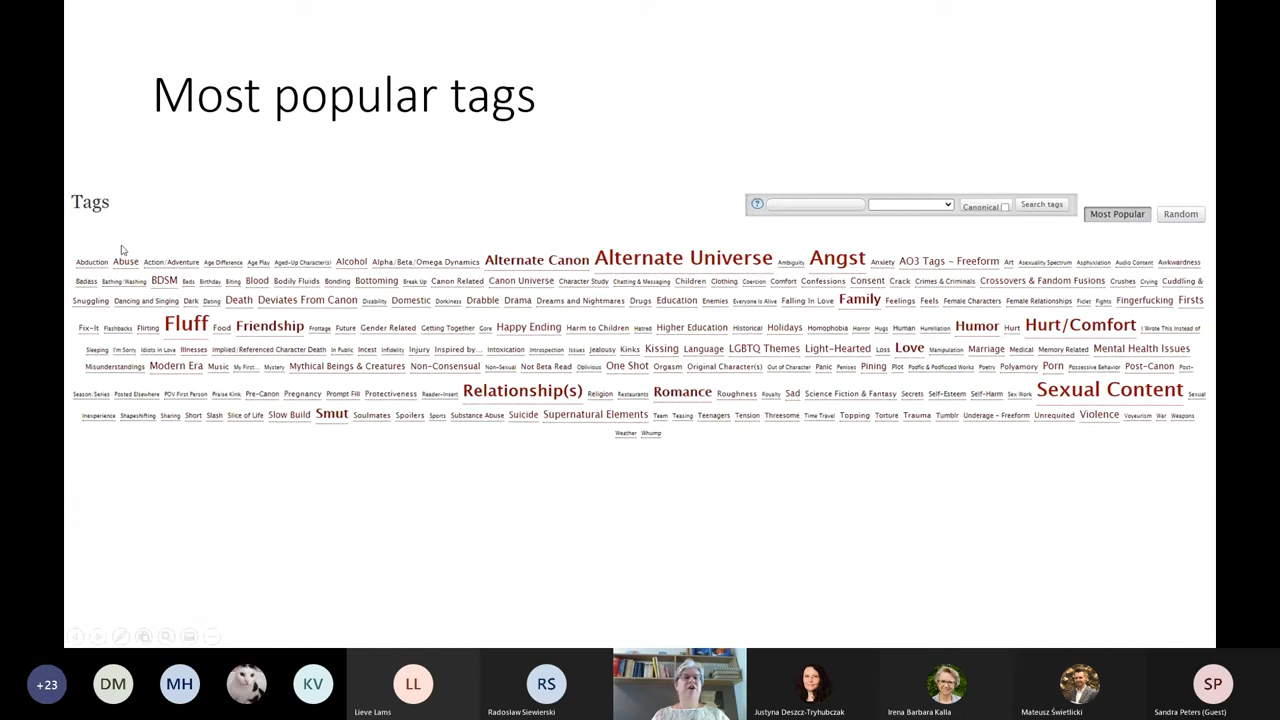 Most popular tags
Tags
Canonical
Search tags
Most Popular
Random
Abduction Abuse Action/Adventure Age Difference Age Play Aged-Up Character(s) Alcohol Alpha/Beta/Omega Dynamics Alternate Canon Alternate Universe Ambiguity Angst Anxiety AO3 Tags - Freeform Art Asexuality Spectrum Asphyxiation Audio Content Awkwardness
Badass Bathing/Washing BDSM Beds Birthday Biting Blood Bodily Fluids Bonding Bottoming Break Up Canon Related Canon Universe Character Study Chatting & Messaging Children Clothing Coercion Comfort Confessions Consent Crack Crimes & Criminals Crossovers & Fandom Fusions Crushes Crying Cuddling &
Snuggling Dancing and Singing Dark Dating Death Deviates From Canon Disability Domestic Dorkiness Drabble Drama Dreams and Nightmares Drugs Education Enemies Everyone Is Alive Falling In Love Family Feelings Feels Female Characters Female Relationships Ficlet Fights Fingerfucking Firsts
Fix-It Flashbacks Flirting Fluff Food Friendship Frottage Future Gender Related Getting Together Gore Happy Ending Harm to Children Hatred Higher Education Historical Holidays Homophobia Horror Hugs Human Humiliation Humor Hurt Hurt/Comfort I Wrote This Instead of
Sleeping I'm Sorry Idiots in Love Illnesses Implied/Referenced Character Death In Public Incest Infidelity Injury Inspired by... Intoxication Introspection Issues Jealousy Kinks Kissing Language LGBTQ Themes Light-Hearted Loss Love Manipulation Marriage Medical Memory Related Mental Health Issues
Misunderstandings Modern Era Music My First... Mystery Mythical Beings & Creatures Non-Consensual Non-Sexual Not Beta Read Oblivious One Shot Orgasm Original Character(s) Out of Character Panic Penises Pining Plot Podfic & Podficced Works Poetry Polyamory Porn Possessive Behavior Post-Canon Post-
Season/Series Posted Elsewhere POV First Person Praise Kink Pre-Canon Pregnancy Prompt Fill Protectiveness Reader-Insert Relationship(s) Religion Restaurants Romance Roughness Royalty Sad Science Fiction & Fantasy Secrets Self-Esteem Self-Harm Sex Work Sexual Content Sexual
Inexperience Shapeshifting Sharing Short Slash Slice of Life Slow Build Smut Soulmates Spoilers Sports Substance Abuse Suicide Supernatural Elements Team Teasing Teenagers Tension Threesome Time Travel Topping Torture Trauma Tumblr Underage - Freeform Unrequited Violence Voyeurism War Weapons
Weather Whump
+23
DM
MH
KV
LL
RS
SP
Lieve Lams
Radosław Siewierski
Justyna Deszcz-Tryhubczak
Irena Barbara Kalla
Mateusz Świetlicki
Sandra Peters (Guest)